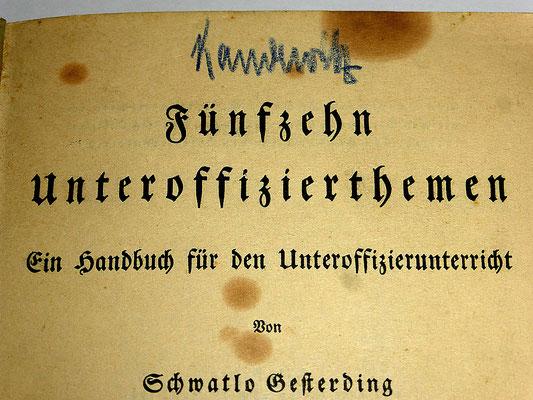 Fünfzehn
Unteroffizierthemen
Ein Handbuch für den Unteroffizierunterricht
Von
Schwatlo Gesterding